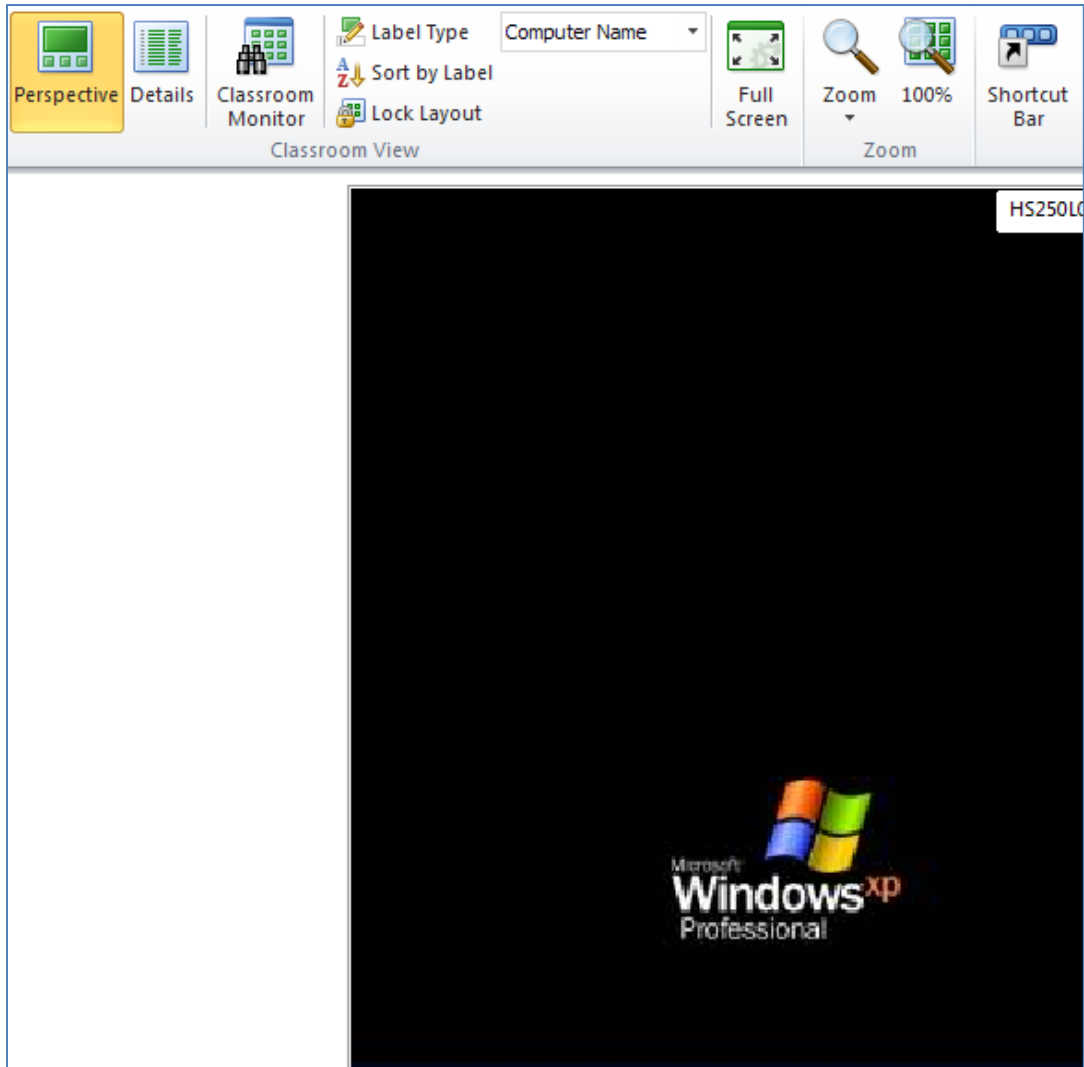 Perspective
Details
Classroom
Monitor
Label Type
Computer Name
Sort by Label
Lock Layout
Full
Screen
Zoom
100%
Shortcut
Bar
Classroom View
Zoom
Microsoft
Windows xp
Professional